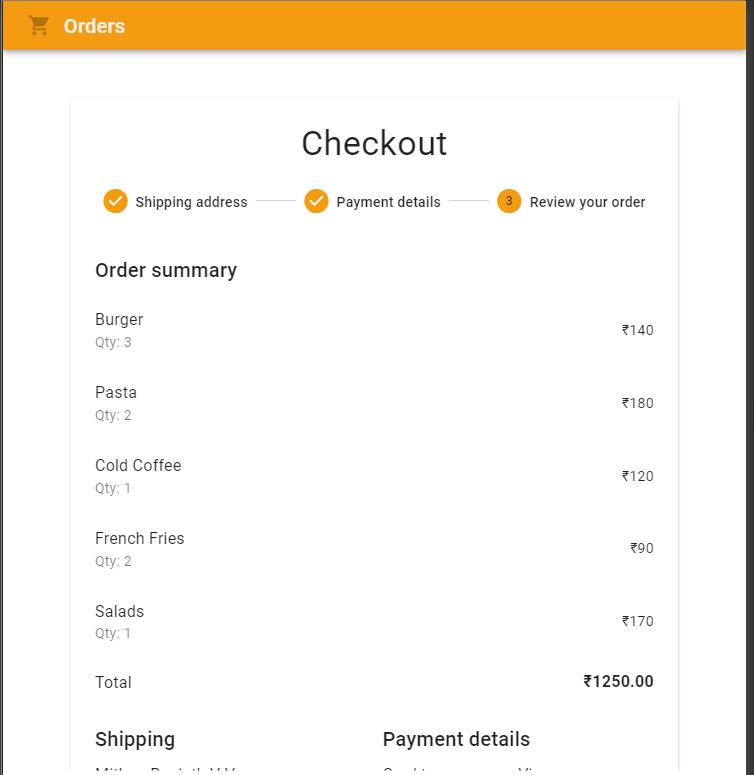 Orders
Checkout
Shipping address
Payment details
3 Review your order
Order summary
Burger ₹140
Qty: 3
Pasta ₹180
Qty: 2
Cold Coffee ₹120
Qty: 1
French Fries ₹90
Qty: 2
Salads ₹170
Qty: 1
Total ₹1250.00
Shipping Payment details